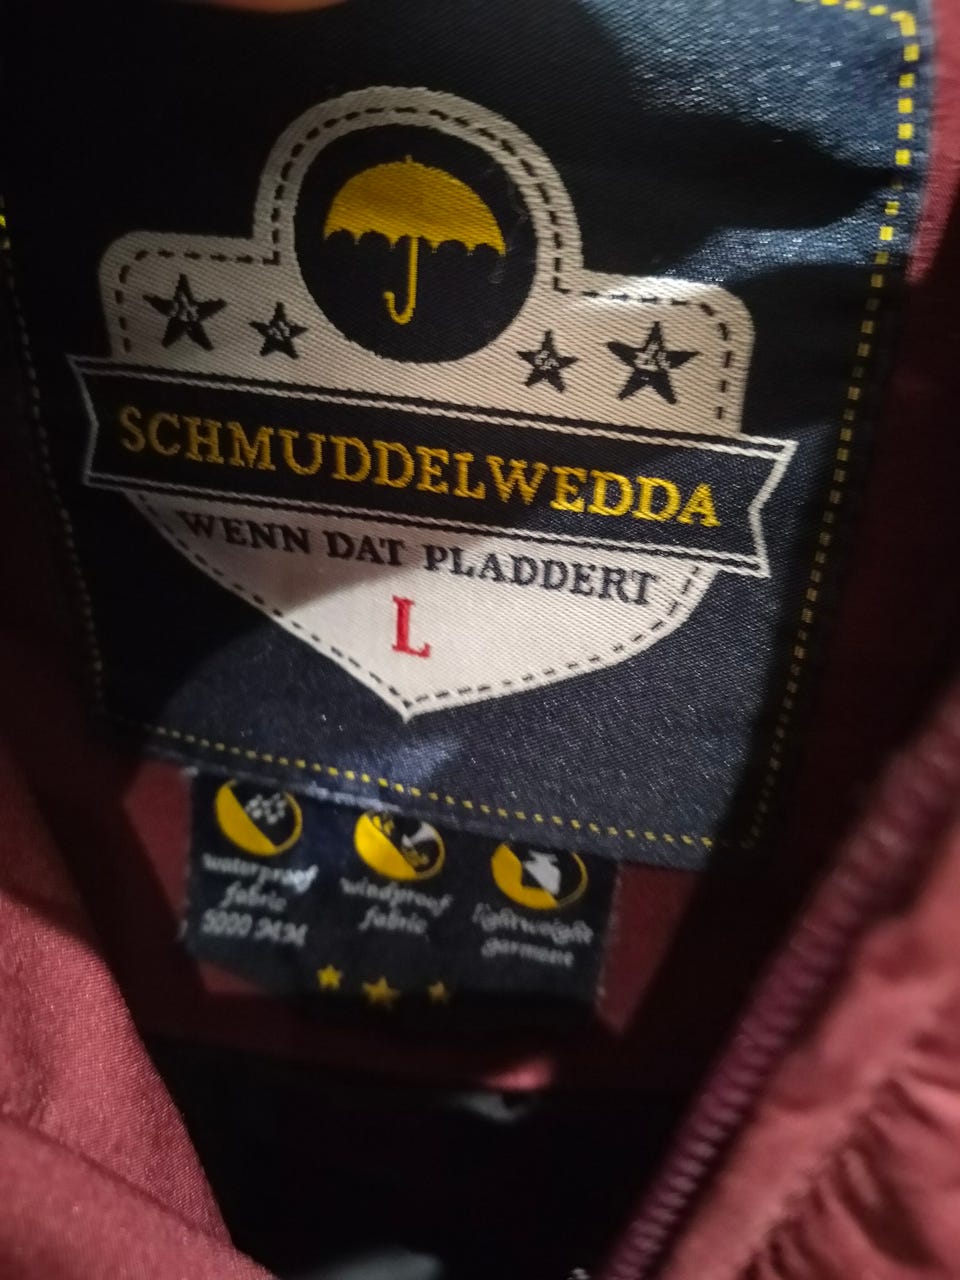 SCHMUDDELWEDDA
WENN DAT PLADDERT
L
waterproof
fabric
5000 MM
windproof
fabric
lightweight
garment